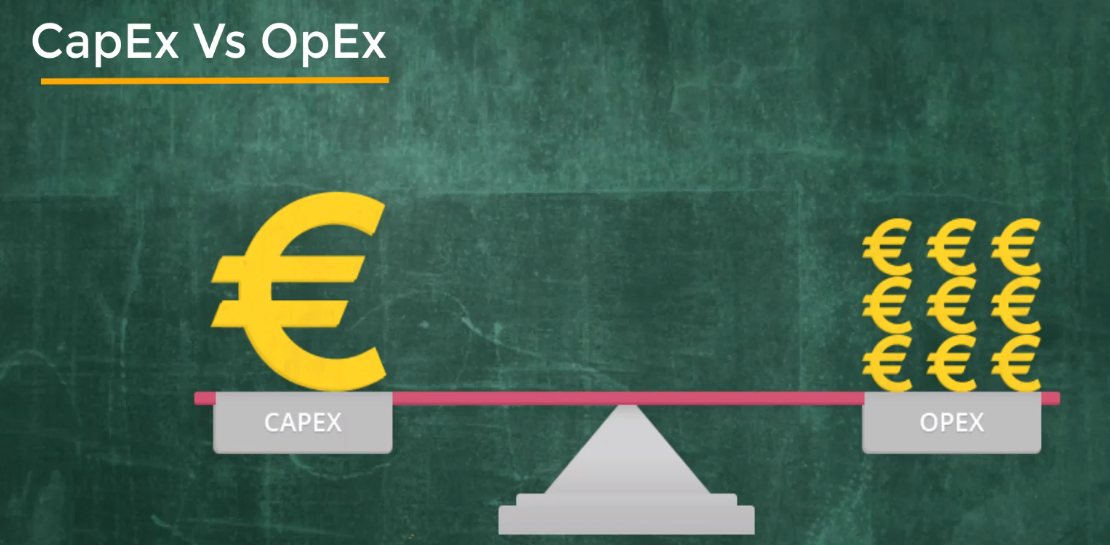 CapEx Vs OpEx
€
€ € €
€ € €
€ € €
CAPEX
OPEX